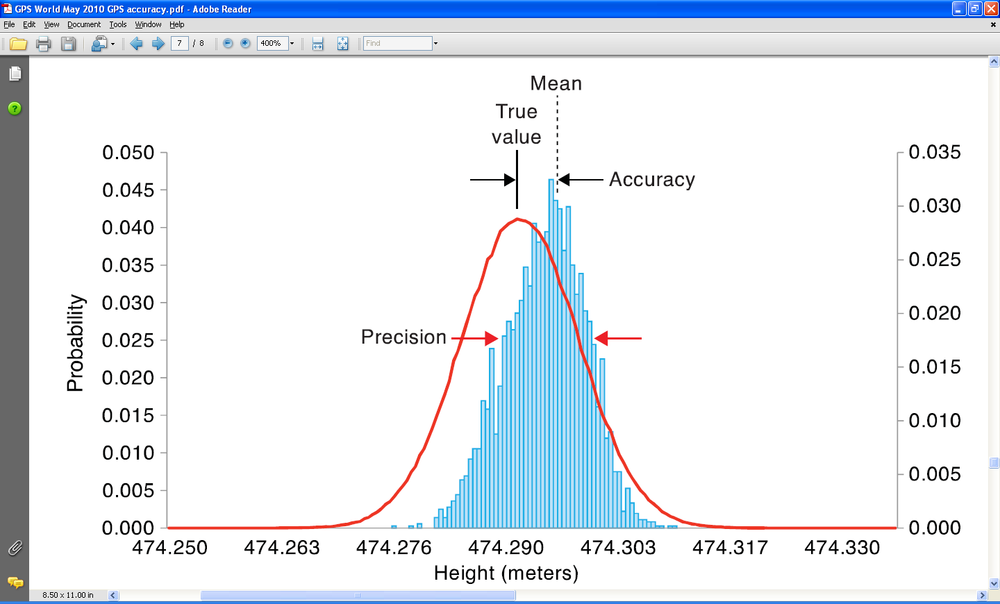 GPS World May 2010 GPS accuracy.pdf - Adobe Reader
File Edit View Document Tools Window Help
7 / 8 400% Find
Mean
True
value
Accuracy
Precision
Probability
0.050
0.045
0.040
0.035
0.030
0.025
0.020
0.015
0.010
0.005
0.000
0.035
0.030
0.025
0.020
0.015
0.010
0.005
0.000
474.250 474.263 474.276 474.290 474.303 474.317 474.330
Height (meters)
8.50 x 11.00 in